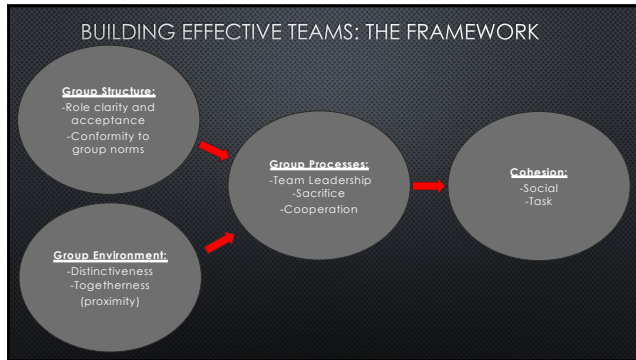 BUILDING EFFECTIVE TEAMS: THE FRAMEWORK
Group Structure:
-Role clarity and
acceptance
-Conformity to
group norms
Group Environment:
-Distinctiveness
-Togetherness
(proximity)
Group Processes:
-Team Leadership
-Sacrifice
-Cooperation
Cohesion:
-Social
-Task